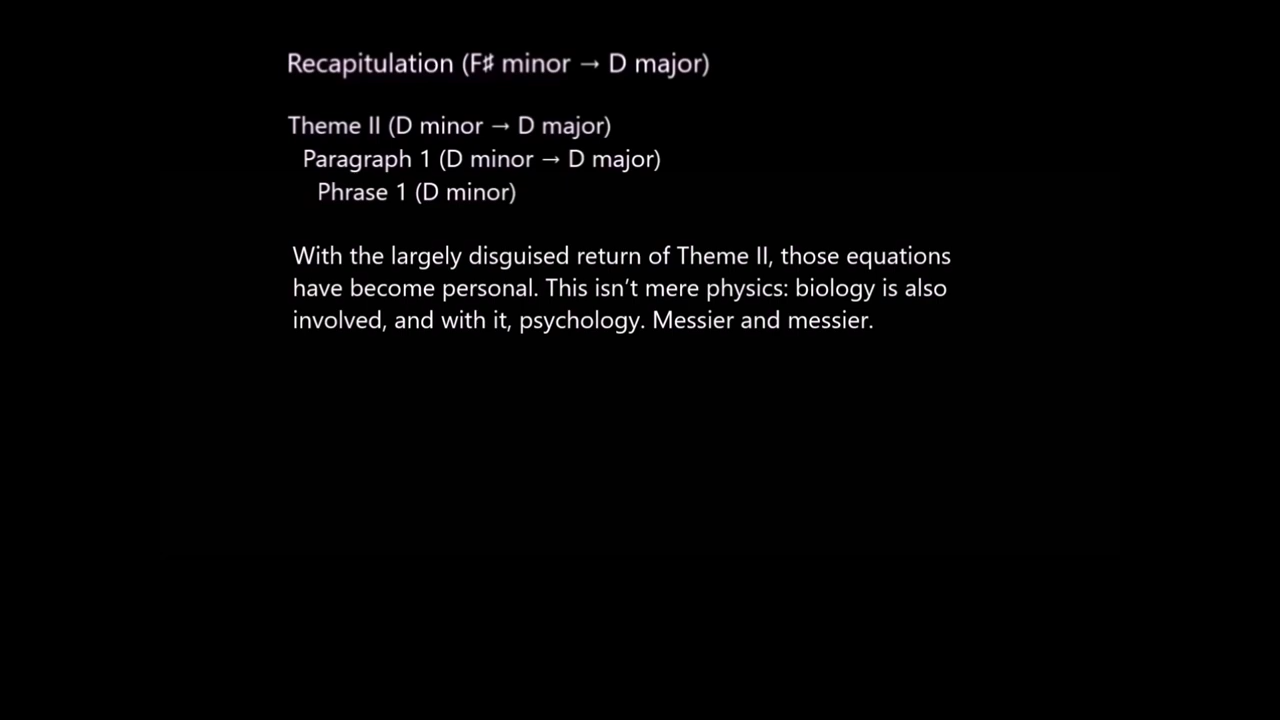 Recapitulation (F♯ minor → D major)
Theme II (D minor → D major)
Paragraph 1 (D minor → D major)
Phrase 1 (D minor)
With the largely disguised return of Theme II, those equations
have become personal. This isn’t mere physics: biology is also
involved, and with it, psychology. Messier and messier.